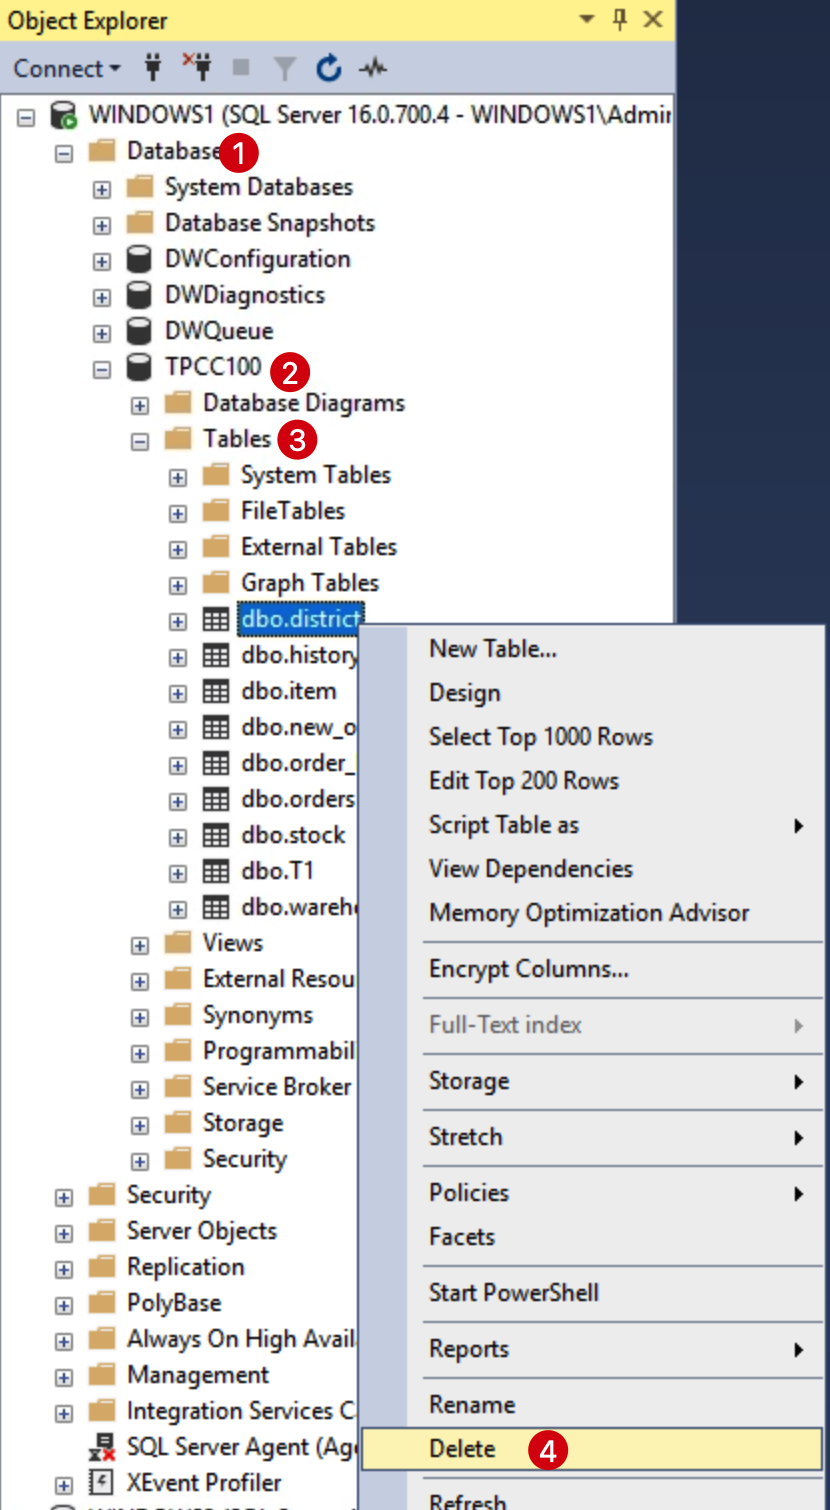 Object Explorer
Connect
WINDOWS1 (SQL Server 16.0.700.4 - WINDOWS1\Admin
Database 1
System Databases
Database Snapshots
DWConfiguration
DWDiagnostics
DWQueue
TPCC100 2
Database Diagrams
Tables 3
System Tables
FileTables
External Tables
Graph Tables
dbo.district
dbo.history
dbo.item
dbo.new_o
dbo.order_
dbo.orders
dbo.stock
dbo.T1
dbo.wareh
Views
External Resou
Synonyms
Programmabil
Service Broker
Storage
Security
Security
Server Objects
Replication
PolyBase
Always On High Avail
Management
Integration Services C
SQL Server Agent (Age
XEvent Profiler
New Table...
Design
Select Top 1000 Rows
Edit Top 200 Rows
Script Table as
View Dependencies
Memory Optimization Advisor
Encrypt Columns...
Full-Text index
Storage
Stretch
Policies
Facets
Start PowerShell
Reports
Rename
Delete 4
Refresh